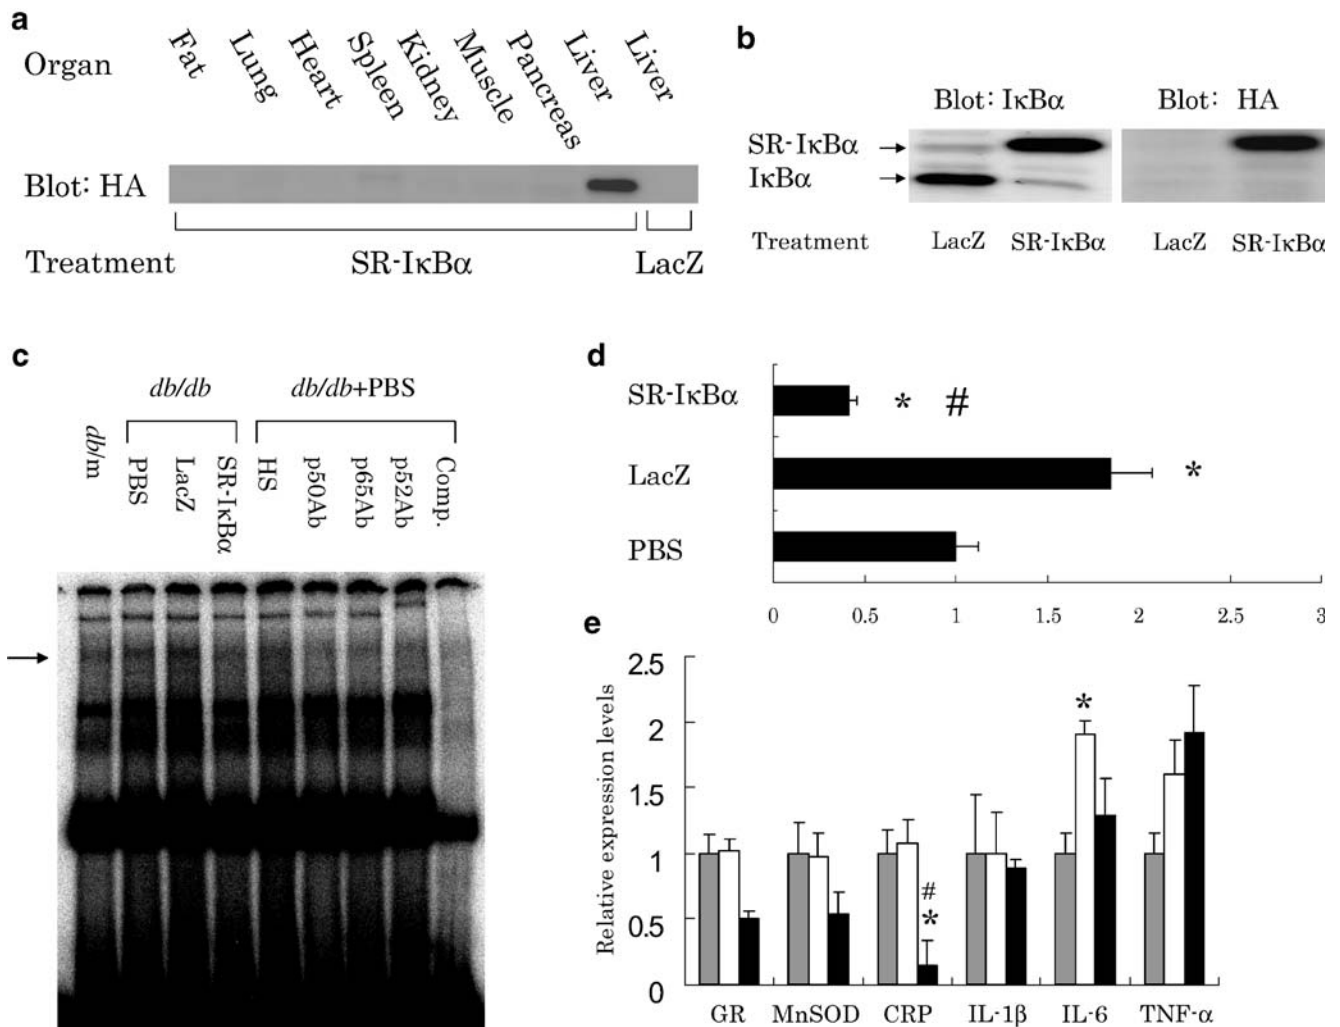 a
Organ
Fat Lung Heart Spleen Kidney Muscle Pancreas Liver Liver
Blot: HA
Treatment SR-IκBα LacZ
b
Blot: IκBα Blot: HA
SR-IκBα
IκBα
Treatment LacZ SR-IκBα LacZ SR-IκBα
c
db/db db/db+PBS
db/m PBS LacZ SR-IκBα HS p50Ab p65Ab p52Ab Comp.
d
SR-IκBα * #
LacZ *
PBS
0 0.5 1 1.5 2 2.5 3
e
Relative expression levels
2.5
2
1.5
1
0.5
0
*
#
*
GR MnSOD CRP IL-1β IL-6 TNF-α